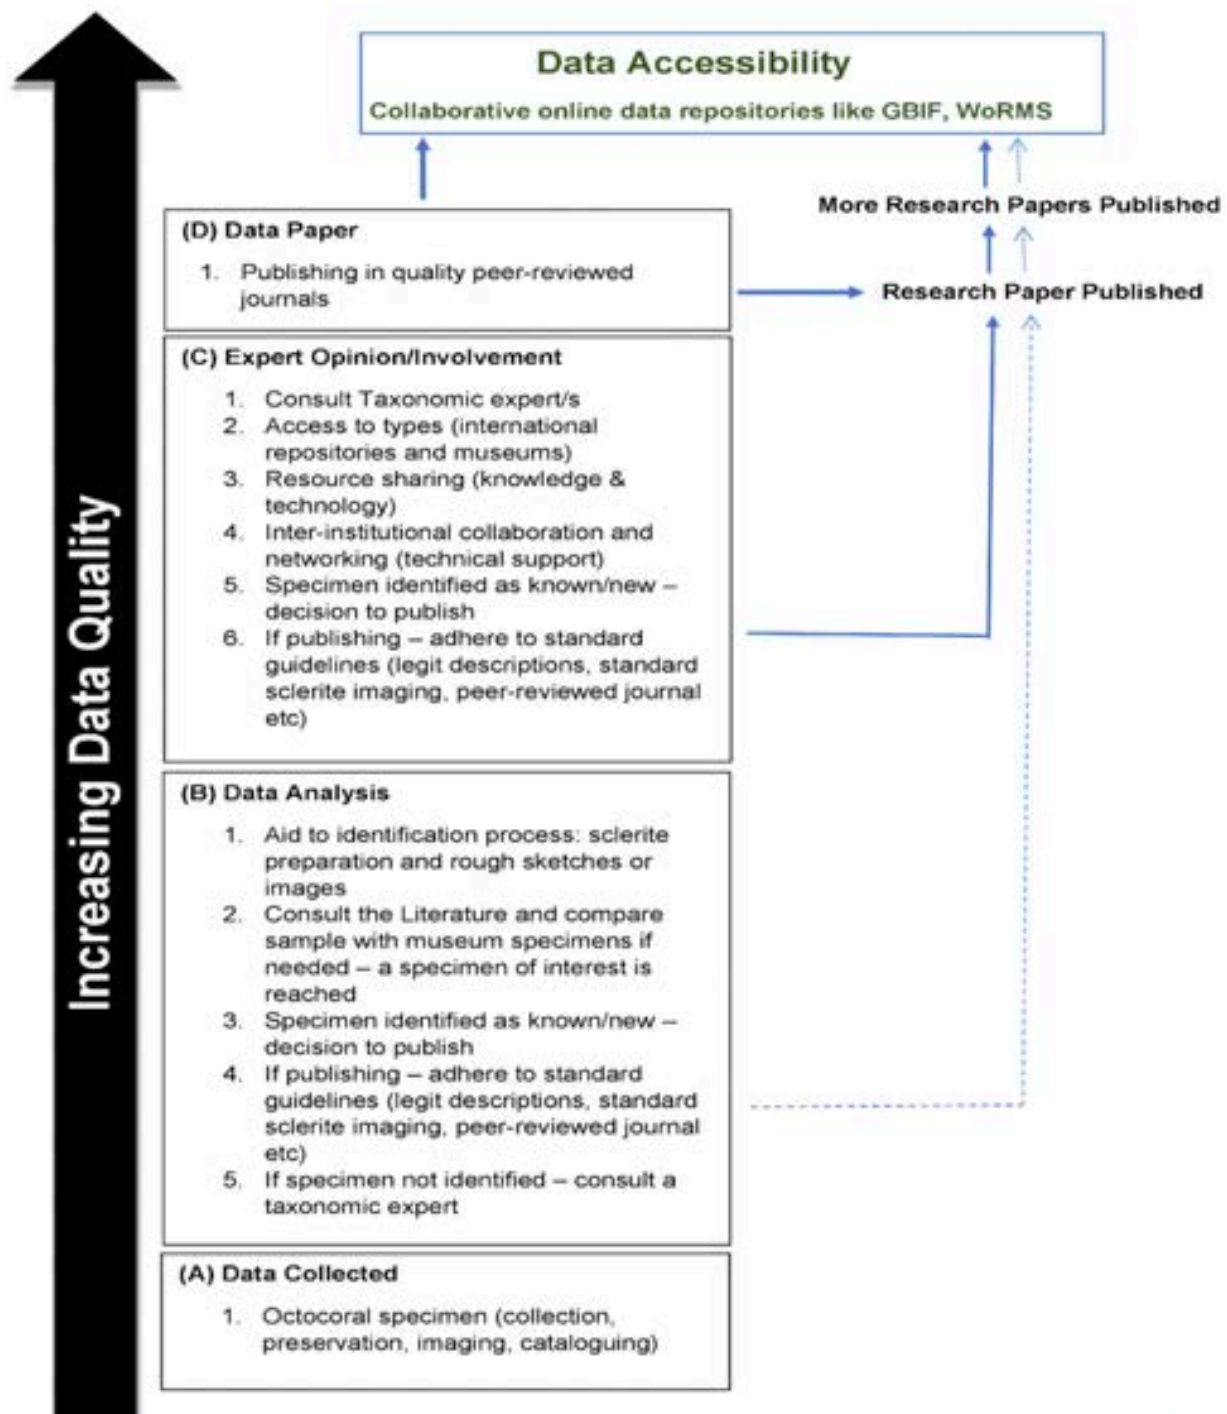 Data Accessibility
Collaborative online data repositories like GBIF, WoRMS
More Research Papers Published
(D) Data Paper
1. Publishing in quality peer-reviewed
journals
Research Paper Published
(C) Expert Opinion/Involvement
1. Consult Taxonomic expert/s
2. Access to types (international
repositories and museums)
3. Resource sharing (knowledge &
technology)
4. Inter-institutional collaboration and
networking (technical support)
5. Specimen identified as known/new –
decision to publish
6. If publishing – adhere to standard
guidelines (legit descriptions, standard
sclerite imaging, peer-reviewed journal
etc)
(B) Data Analysis
1. Aid to identification process: sclerite
preparation and rough sketches or
images
2. Consult the Literature and compare
sample with museum specimens if
needed – a specimen of interest is
reached
3. Specimen identified as known/new –
decision to publish
4. If publishing – adhere to standard
guidelines (legit descriptions, standard
sclerite imaging, peer-reviewed journal
etc)
5. If specimen not identified – consult a
taxonomic expert
(A) Data Collected
1. Octocoral specimen (collection,
preservation, imaging, cataloguing)
Increasing Data Quality